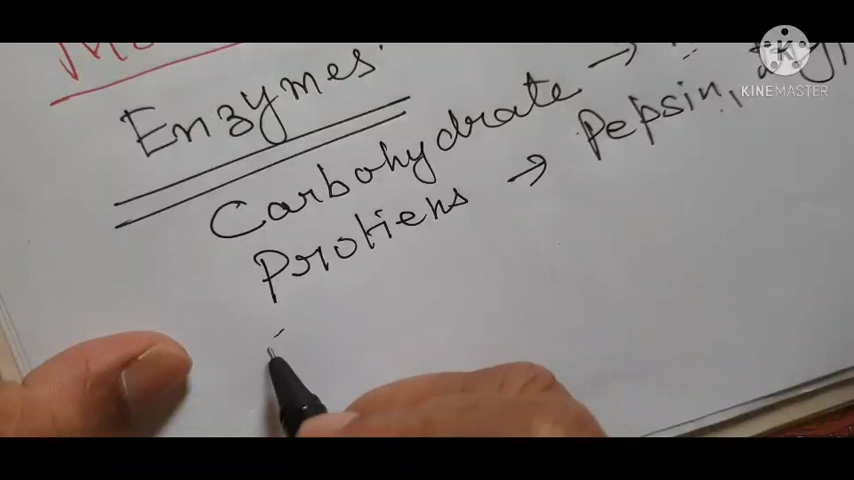 Enzymes.
Carbohydrate →
Protiens → Pepsin,
KINEMASTER